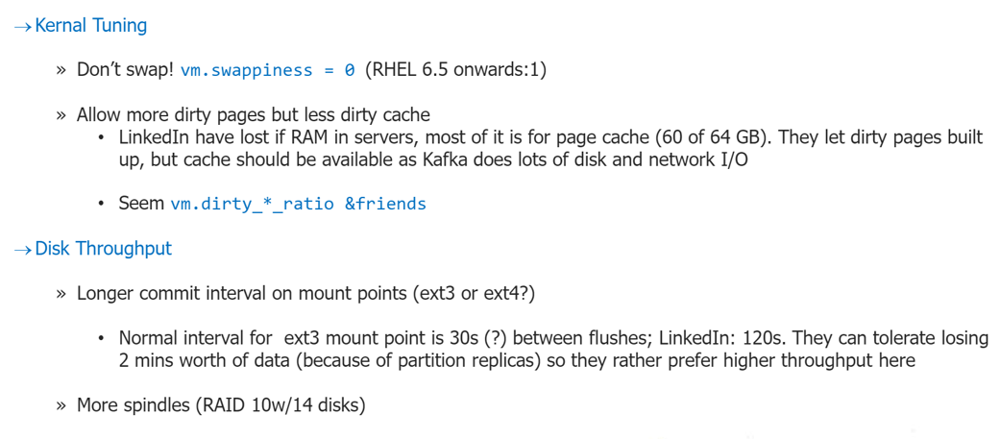 →Kernal Tuning
» Don't swap! vm.swappiness = 0 (RHEL 6.5 onwards:1)
» Allow more dirty pages but less dirty cache
• LinkedIn have lost if RAM in servers, most of it is for page cache (60 of 64 GB). They let dirty pages built
up, but cache should be available as Kafka does lots of disk and network I/O
• Seem vm.dirty_*_ratio &friends
→Disk Throughput
» Longer commit interval on mount points (ext3 or ext4?)
• Normal interval for  ext3 mount point is 30s (?) between flushes; LinkedIn: 120s. They can tolerate losing
2 mins worth of data (because of partition replicas) so they rather prefer higher throughput here
» More spindles (RAID 10w/14 disks)